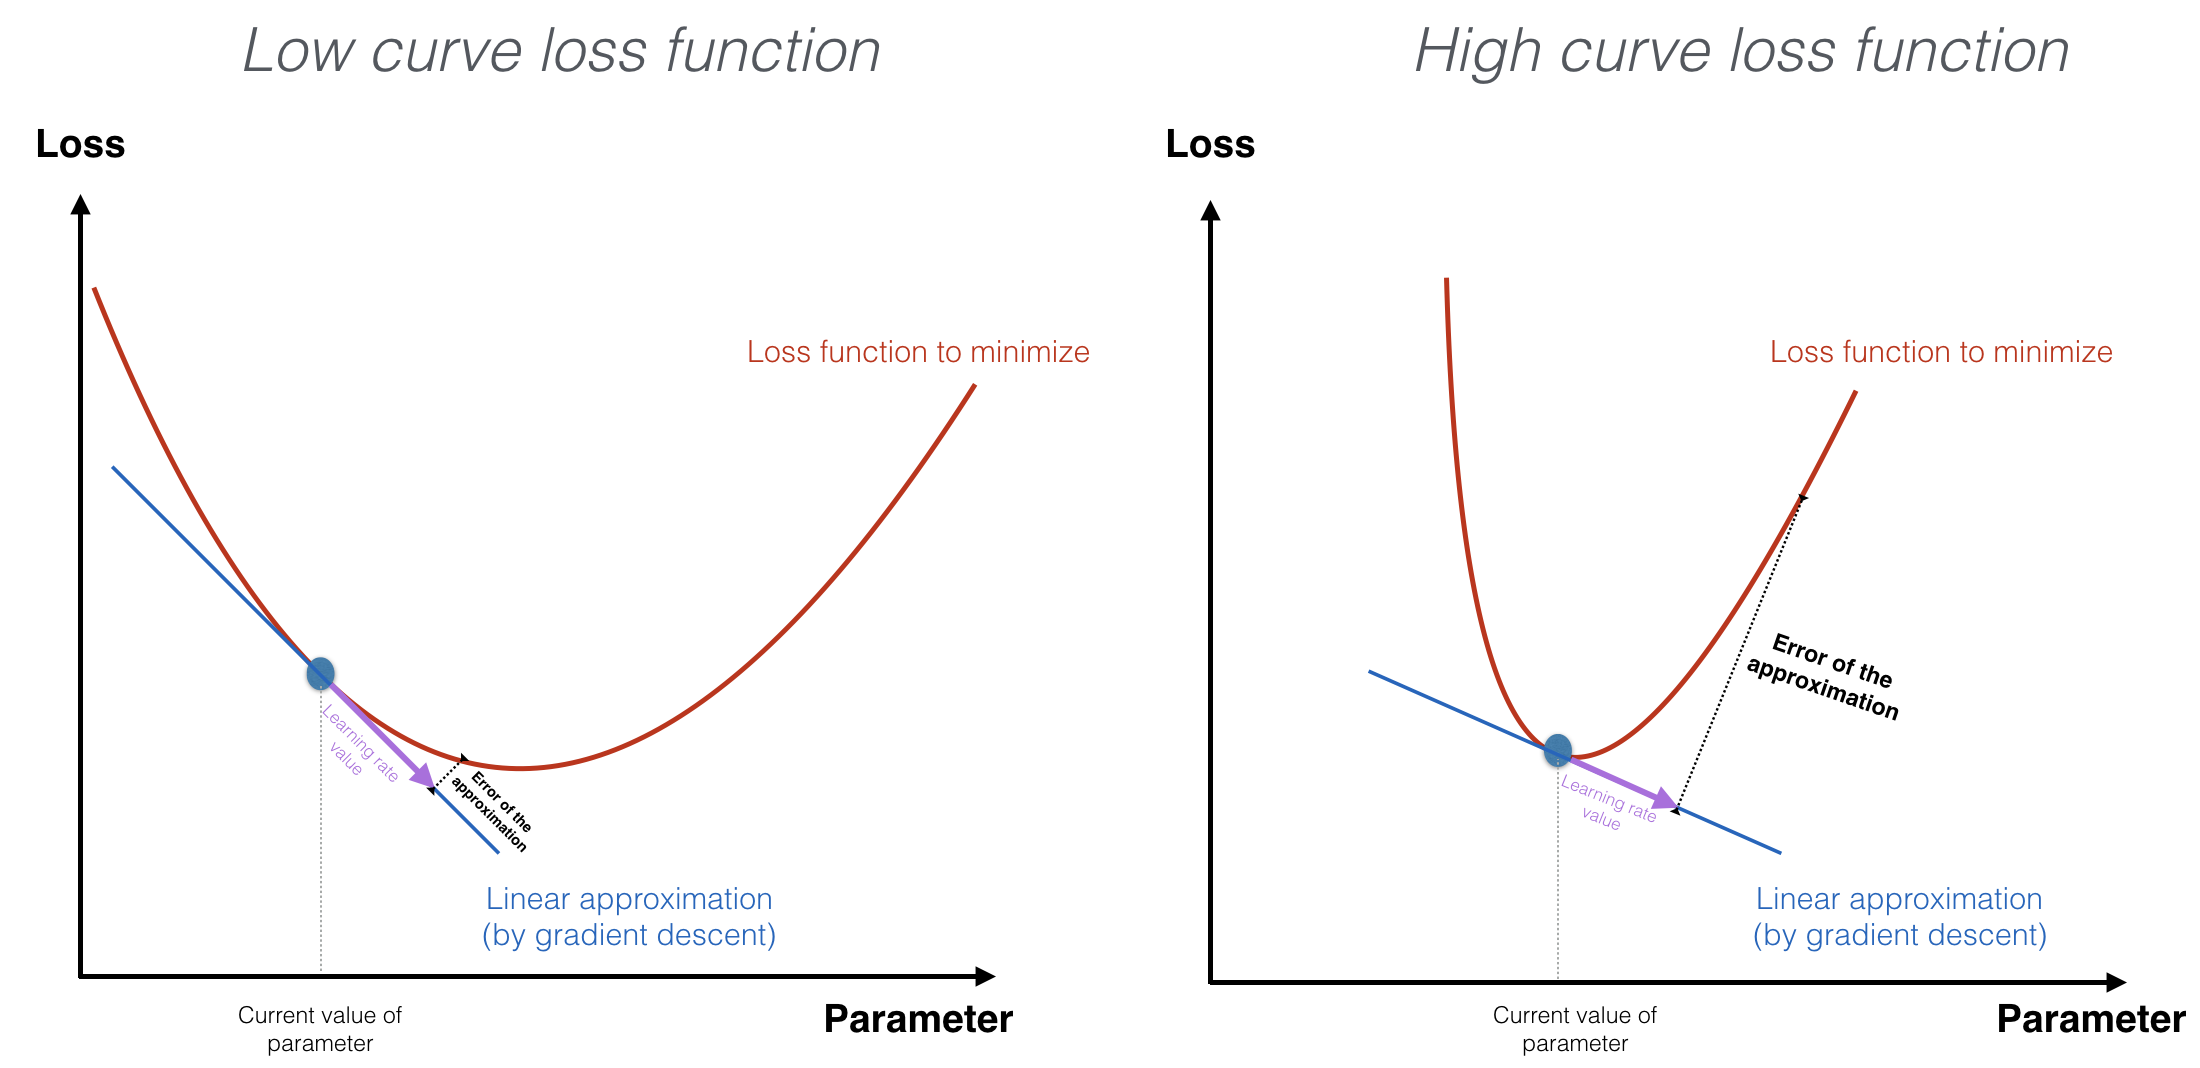 Low curve loss function
Loss
Loss function to minimize
Learning rate
value
Error of the
approximation
Linear approximation
(by gradient descent)
Current value of
parameter
Parameter
High curve loss function
Loss
Loss function to minimize
Error of the
approximation
Learning rate
value
Linear approximation
(by gradient descent)
Current value of
parameter
Parameter